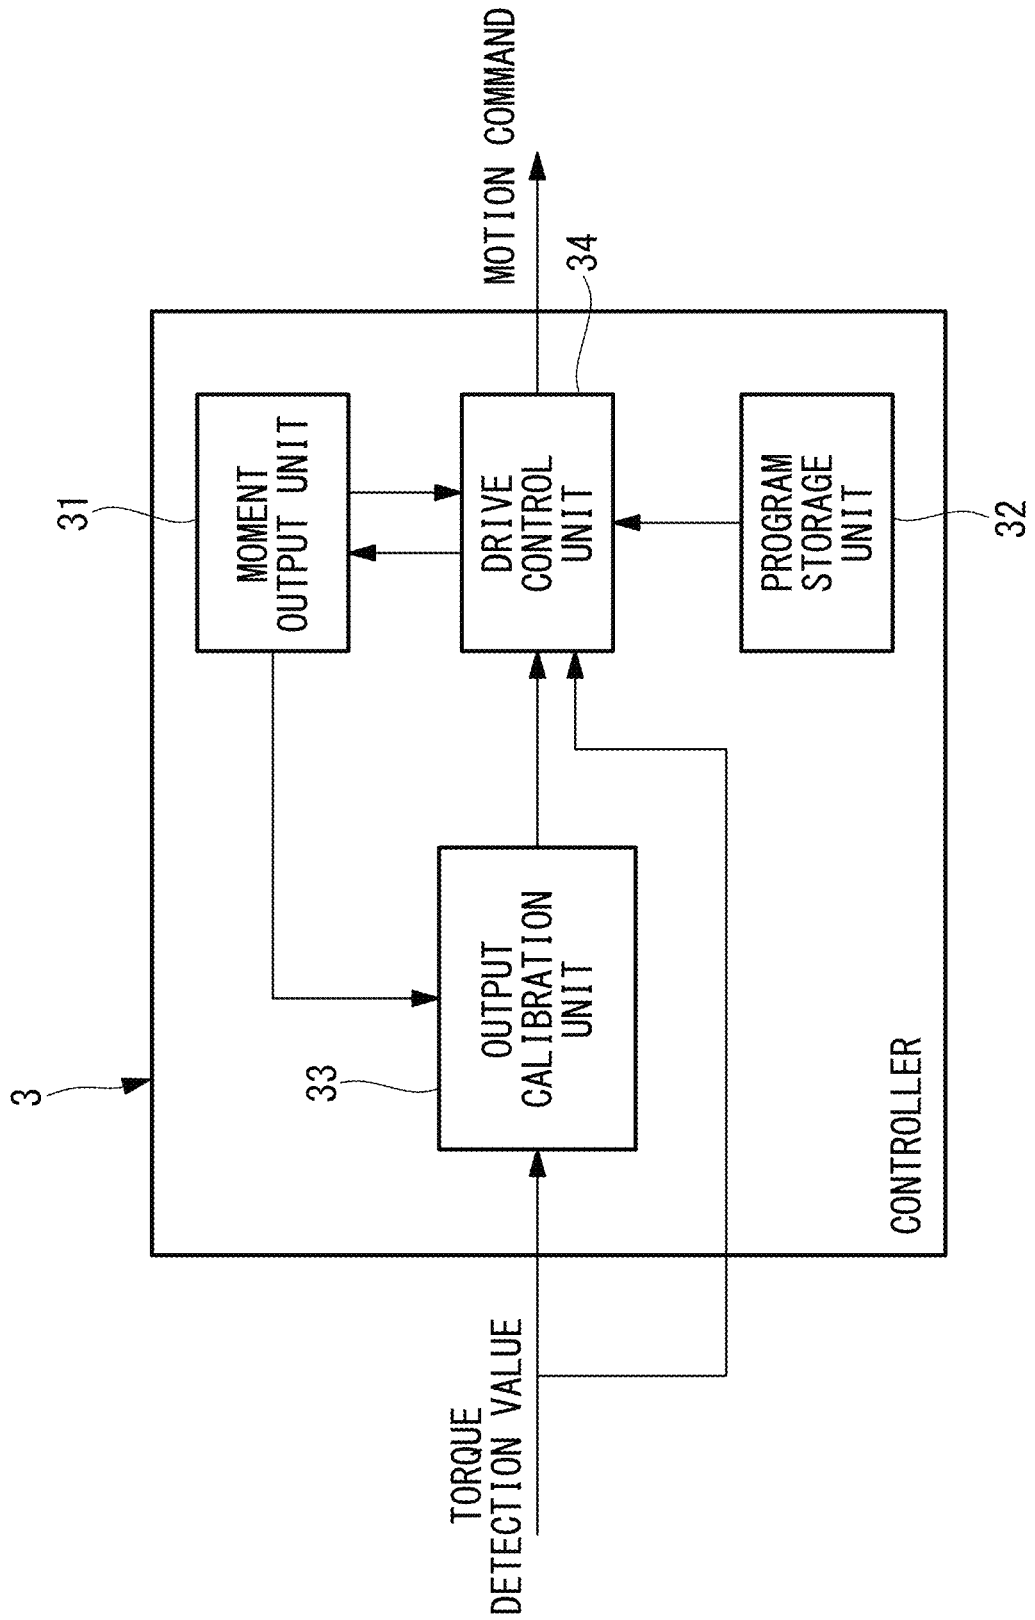 3
31
MOMENT
OUTPUT UNIT
MOTION COMMAND
33
34
OUTPUT
CALIBRATION
UNIT
DRIVE
CONTROL
UNIT
TORQUE
DETECTION VALUE
PROGRAM
STORAGE
UNIT
32
CONTROLLER